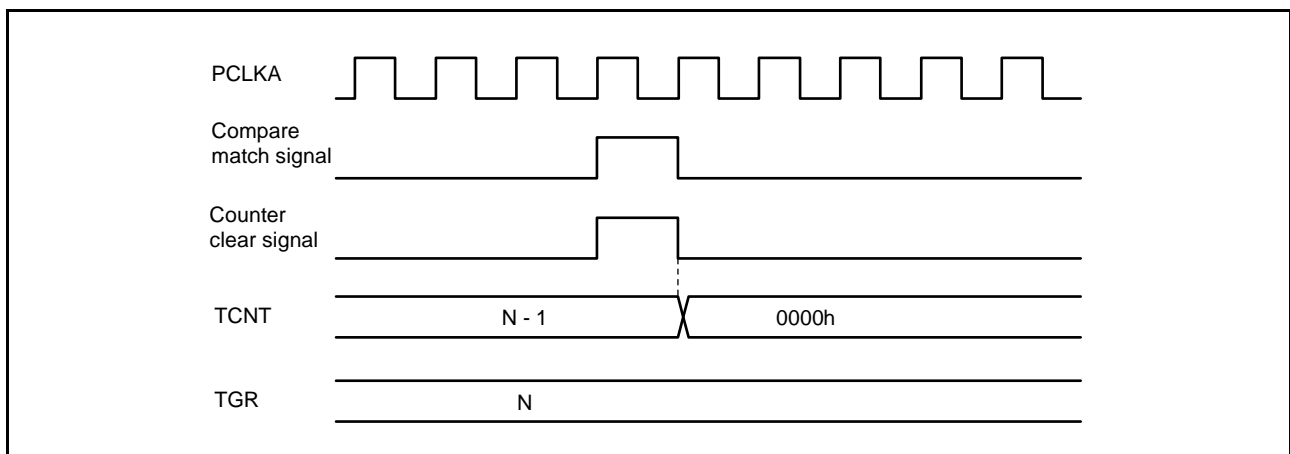 PCLKA
Compare
match signal
Counter
clear signal
TCNT N - 1 0000h
TGR N